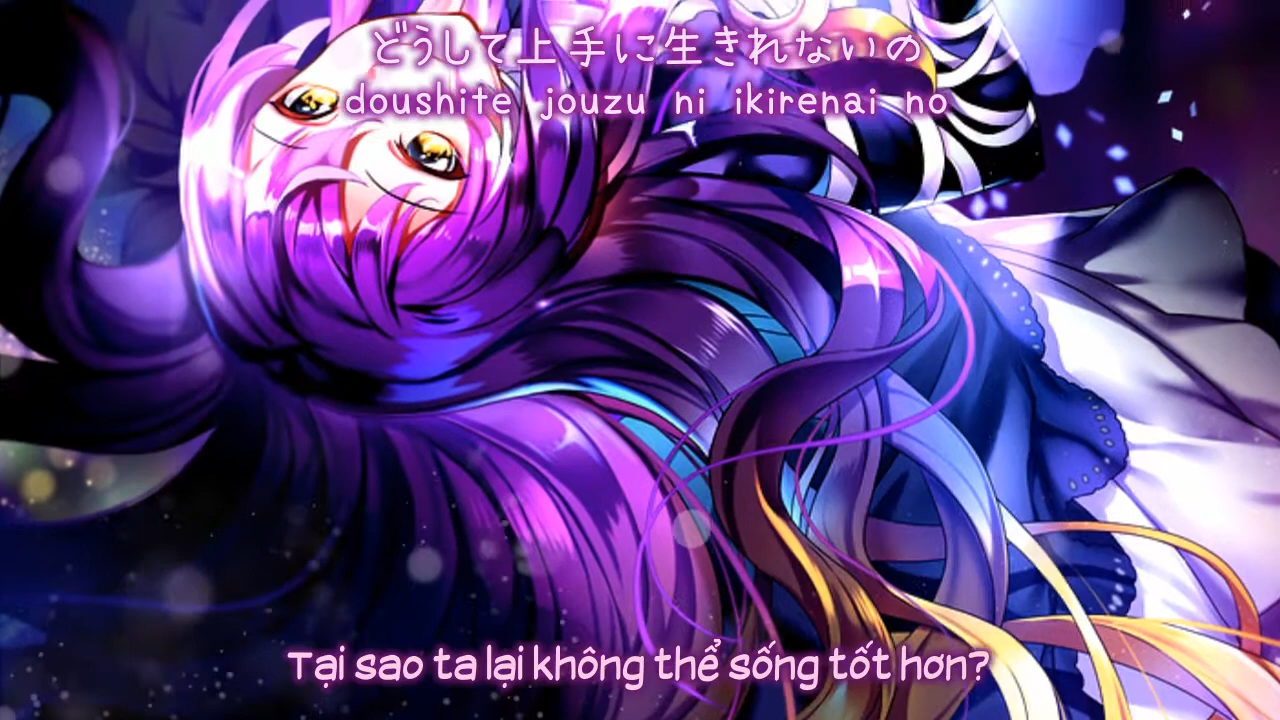 どうして上手に生きれないの
doushite jouzu ni ikirenai no
Tại sao ta lại không thể sống tốt hơn?